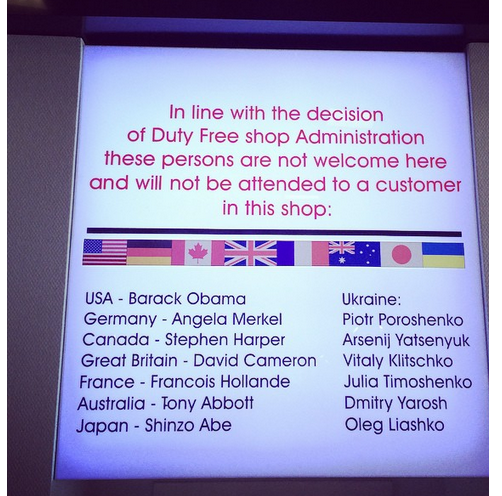 In line with the decision
of Duty Free shop Administration
these persons are not welcome here
and will not be attended to a customer
in this shop:
USA - Barack Obama
Germany - Angela Merkel
Canada - Stephen Harper
Great Britain - David Cameron
France - Francois Hollande
Australia - Tony Abbott
Japan - Shinzo Abe
Ukraine:
Piotr Poroshenko
Arsenij Yatsenyuk
Vitaly Klitschko
Julia Timoshenko
Dmitry Yarosh
Oleg Liashko